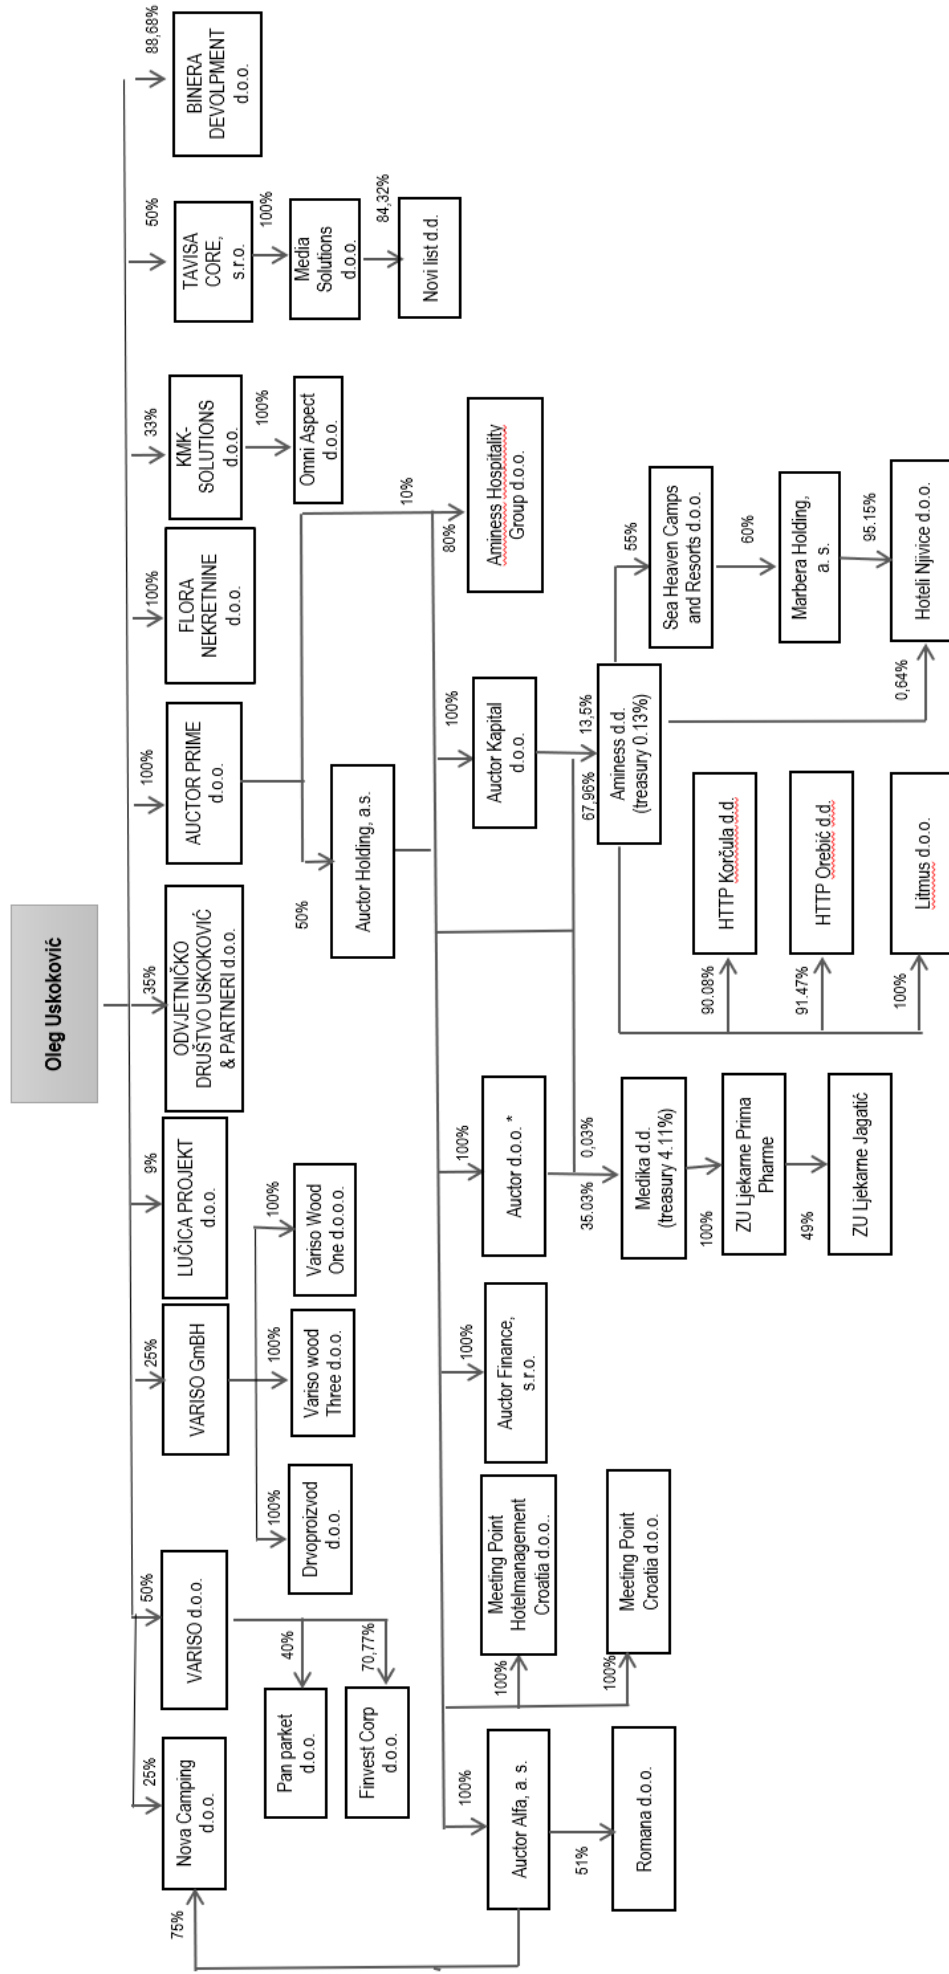 Oleg Uskoković
25%
50%
25%
9%
35%
100%
100%
33%
50%
88,68%
Nova Camping
d.o.o.
VARISO d.o.o.
VARISO GmBH
LUČICA PROJEKT
d.o.o.
ODVJETNIČKO
DRUŠTVO USKOKOVIĆ
& PARTNERI d.o.o.
AUCTOR PRIME
d.o.o.
FLORA
NEKRETNINE
d.o.o.
KMK-
SOLUTIONS
d.o.o.
TAVISA
CORE,
s.r.o.
BINERA
DEVOLPMENT
d.o.o.
75%
40%
Pan parket
d.o.o.
70,77%
Finvest Corp
d.o.o.
100%
Drvoproizvod
d.o.o.
100%
Variso wood
Three d.o.o.
100%
Variso Wood
One d.o.o.o.
50%
Auctor Holding, a.s.
100%
Omni Aspect
d.o.o.
100%
Media
Solutions
d.o.o.
84,32%
Novi list d.d.
10%
80%
100%
Auctor Alfa, a. s.
51%
Romana d.o.o.
100%
Meeting Point
Hotelmanagement
Croatia d.o.o..
100%
Meeting Point
Croatia d.o.o.
100%
Auctor Finance,
s.r.o.
100%
Auctor d.o.o. *
100%
Auctor Kapital
d.o.o.
Aminess Hospitality
Group d.o.o.
35.03%
0,03%
Medika d.d.
(treasury 4.11%)
100%
ZU Ljekarne Prima
Pharme
49%
ZU Ljekarne Jagatić
67,96%
13,5%
Aminess d.d.
(treasury 0.13%)
90.08%
HTTP Korčula d.d.
91.47%
HTTP Orebić d.d.
100%
Litmus d.o.o.
55%
Sea Heaven Camps
and Resorts d.o.o.
60%
Marbera Holding,
a. s.
95.15%
0,64%
Hoteli Njivice d.o.o.